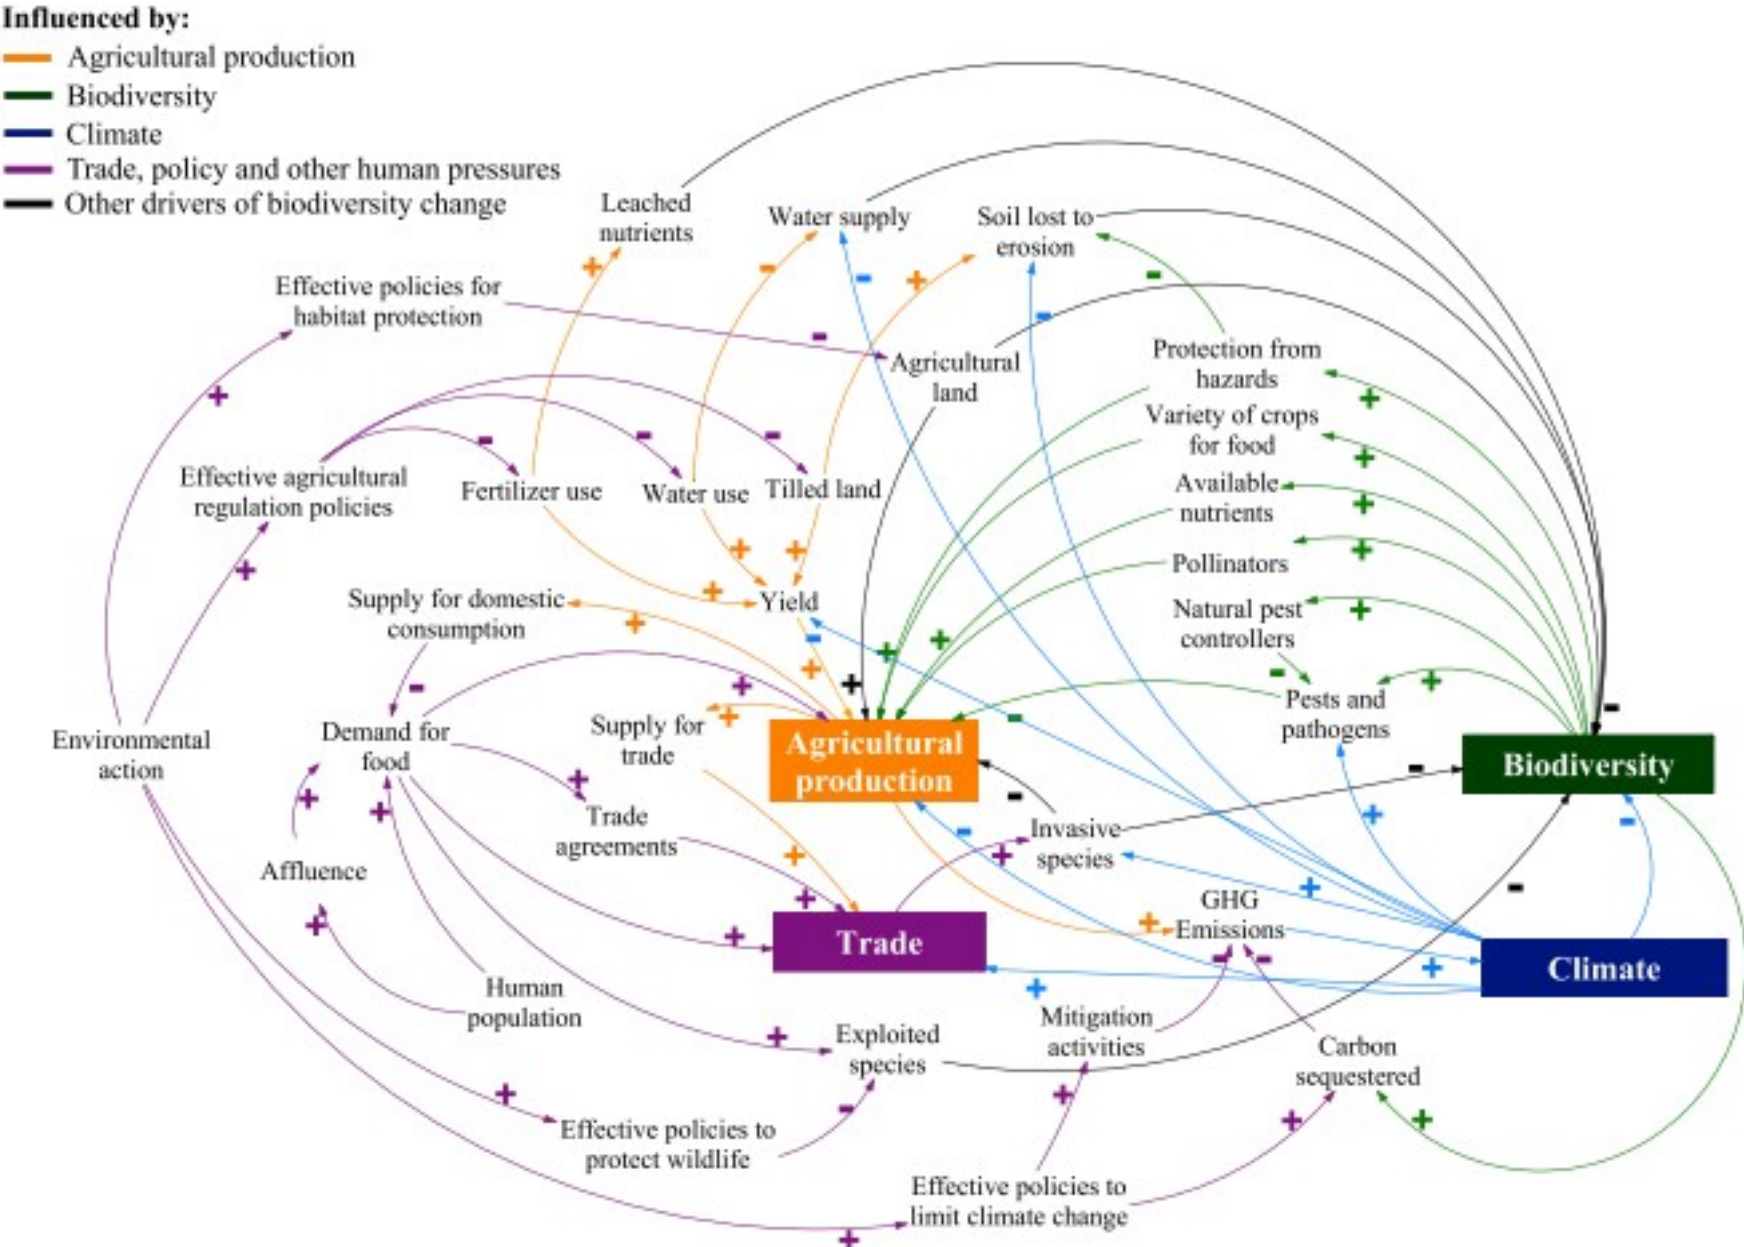 Influenced by:
Agricultural production
Biodiversity
Climate
Trade, policy and other human pressures
Other drivers of biodiversity change
Leached
nutrients
Water supply
Soil lost to
erosion
Effective policies for
habitat protection
Agricultural
land
Protection from
hazards
Variety of crops
for food
Available
nutrients
Pollinators
Natural pest
controllers
Pests and
pathogens
Effective agricultural
regulation policies
Fertilizer use
Water use
Tilled land
Yield
Supply for domestic
consumption
Environmental
action
Demand for
food
Supply for
trade
Agricultural
production
Biodiversity
Trade
agreements
Invasive
species
Affluence
GHG
Emissions
Trade
Climate
Human
population
Exploited
species
Mitigation
activities
Carbon
sequestered
Effective policies to
protect wildlife
Effective policies to
limit climate change